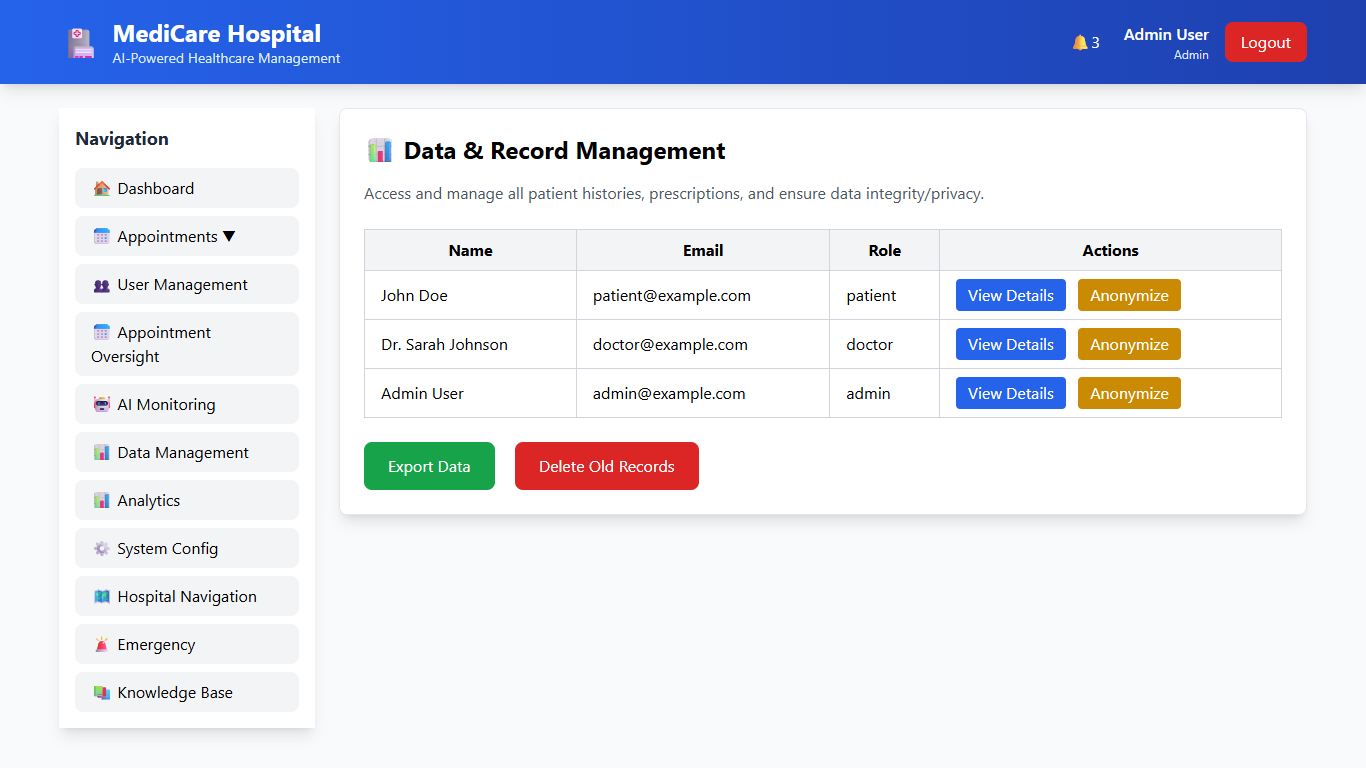 MediCare Hospital
AI-Powered Healthcare Management
3
Admin User
Admin
Logout
Navigation
Dashboard
Appointments ▼
User Management
Appointment
Oversight
AI Monitoring
Data Management
Analytics
System Config
Hospital Navigation
Emergency
Knowledge Base
Data & Record Management
Access and manage all patient histories, prescriptions, and ensure data integrity/privacy.
Name Email Role Actions
John Doe patient@example.com patient View Details Anonymize
Dr. Sarah Johnson doctor@example.com doctor View Details Anonymize
Admin User admin@example.com admin View Details Anonymize
Export Data Delete Old Records